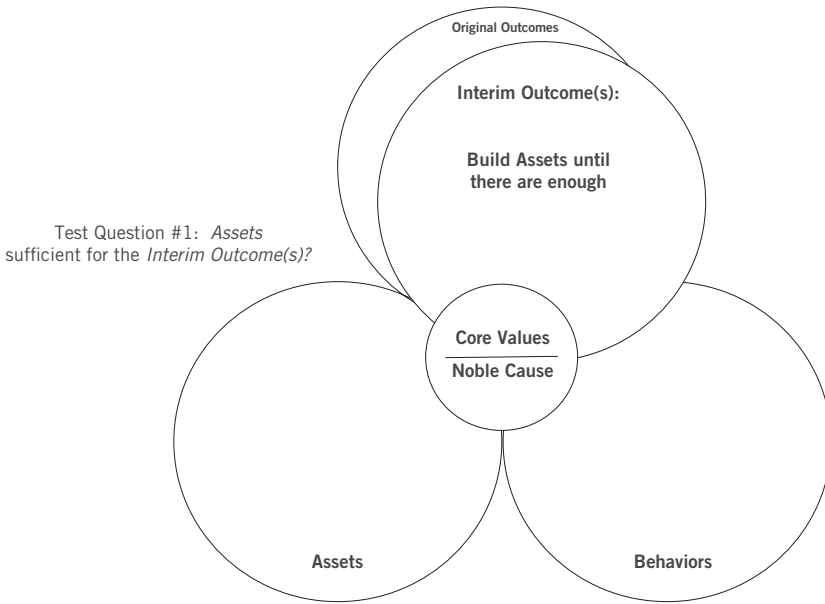 Original Outcomes
Interim Outcome(s):
Build Assets until
there are enough
Test Question #1: Assets
sufficient for the Interim Outcome(s)?
Core Values
Noble Cause
Assets
Behaviors